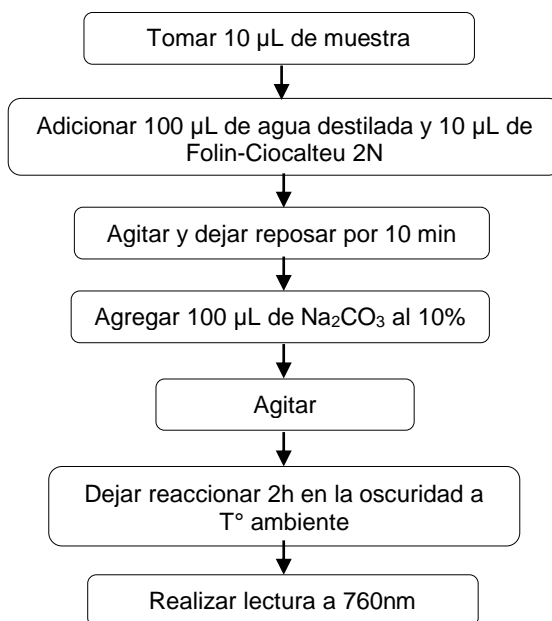 Tomar 10 µL de muestra
Adicionar 100 µL de agua destilada y 10 µL de
Folin-Ciocalteu 2N
Agitar y dejar reposar por 10 min
Agregar 100 µL de Na₂CO₃ al 10%
Agitar
Dejar reaccionar 2h en la oscuridad a
T° ambiente
Realizar lectura a 760nm